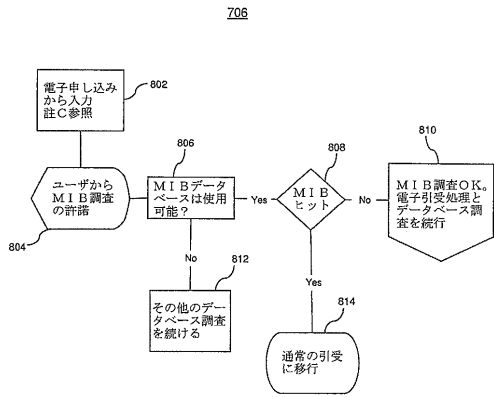 706
電子申し込み
から入力
註C参照
802
ユーザから
MIB調査
の許諾
804
806
MIBデータ
ベースは使用
可能?
Yes
No
808
MIB
ヒット
No
Yes
810
MIB調査OK。
電子引受処理と
データベース調
査を続行
812
その他のデー
タベース調査
を続ける
814
通常の引受
に移行